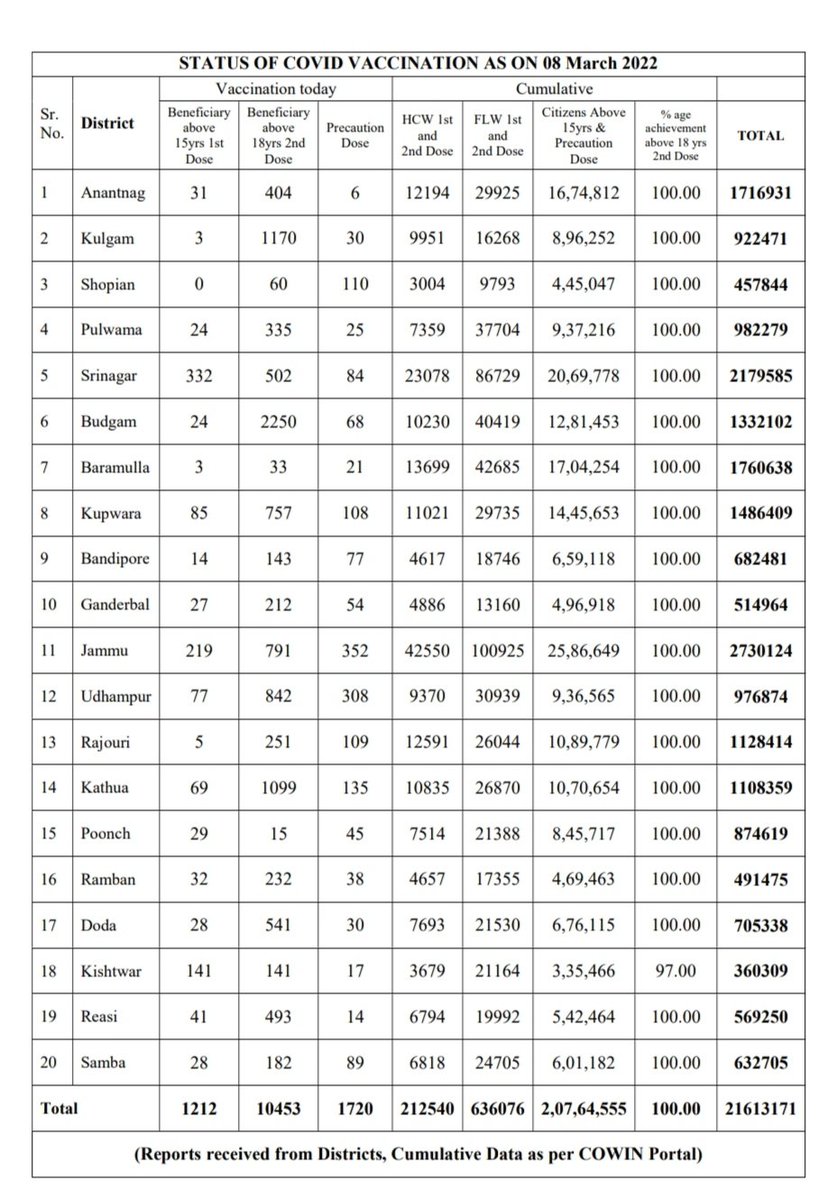 STATUS OF COVID VACCINATION AS ON 08 March 2022
Sr. No. District Vaccination today Cumulative
Beneficiary above 15yrs 1st Dose Beneficiary above 18yrs 2nd Dose Precaution Dose HCW 1st and 2nd Dose FLW 1st and 2nd Dose Citizens Above 15yrs & Precaution Dose % age achievement above 18 yrs 2nd Dose TOTAL
1 Anantnag 31 404 6 12194 29925 16,74,812 100.00 1716931
2 Kulgam 3 1170 30 9951 16268 8,96,252 100.00 922471
3 Shopian 0 60 110 3004 9793 4,45,047 100.00 457844
4 Pulwama 24 335 25 7359 37704 9,37,216 100.00 982279
5 Srinagar 332 502 84 23078 86729 20,69,778 100.00 2179585
6 Budgam 24 2250 68 10230 40419 12,81,453 100.00 1332102
7 Baramulla 3 33 21 13699 42685 17,04,254 100.00 1760638
8 Kupwara 85 757 108 11021 29735 14,45,653 100.00 1486409
9 Bandipore 14 143 77 4617 18746 6,59,118 100.00 682481
10 Ganderbal 27 212 54 4886 13160 4,96,918 100.00 514964
11 Jammu 219 791 352 42550 100925 25,86,649 100.00 2730124
12 Udhampur 77 842 308 9370 30939 9,36,565 100.00 976874
13 Rajouri 5 251 109 12591 26044 10,89,779 100.00 1128414
14 Kathua 69 1099 135 10835 26870 10,70,654 100.00 1108359
15 Poonch 29 15 45 7514 21388 8,45,717 100.00 874619
16 Ramban 32 232 38 4657 17355 4,69,463 100.00 491475
17 Doda 28 541 30 7693 21530 6,76,115 100.00 705338
18 Kishtwar 141 141 17 3679 21164 3,35,466 97.00 360309
19 Reasi 41 493 14 6794 19992 5,42,464 100.00 569250
20 Samba 28 182 89 6818 24705 6,01,182 100.00 632705
Total 1212 10453 1720 212540 636076 2,07,64,555 100.00 21613171
(Reports received from Districts, Cumulative Data as per COWIN Portal)